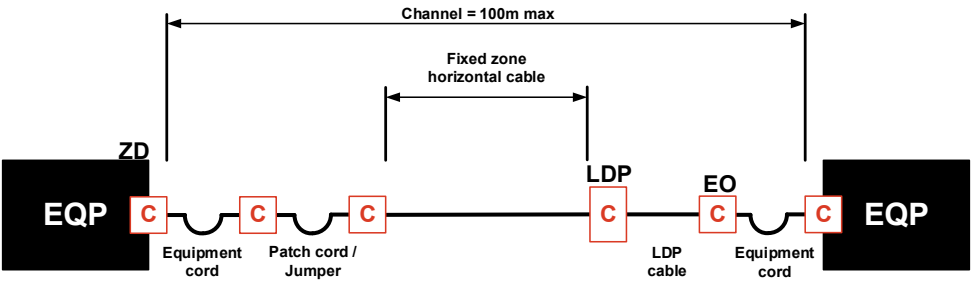 Channel = 100m max
Fixed zone
horizontal cable
ZD
LDP
EO
EQP
C
C
C
C
C
C
EQP
Equipment
cord
Patch cord /
Jumper
LDP
cable
Equipment
cord